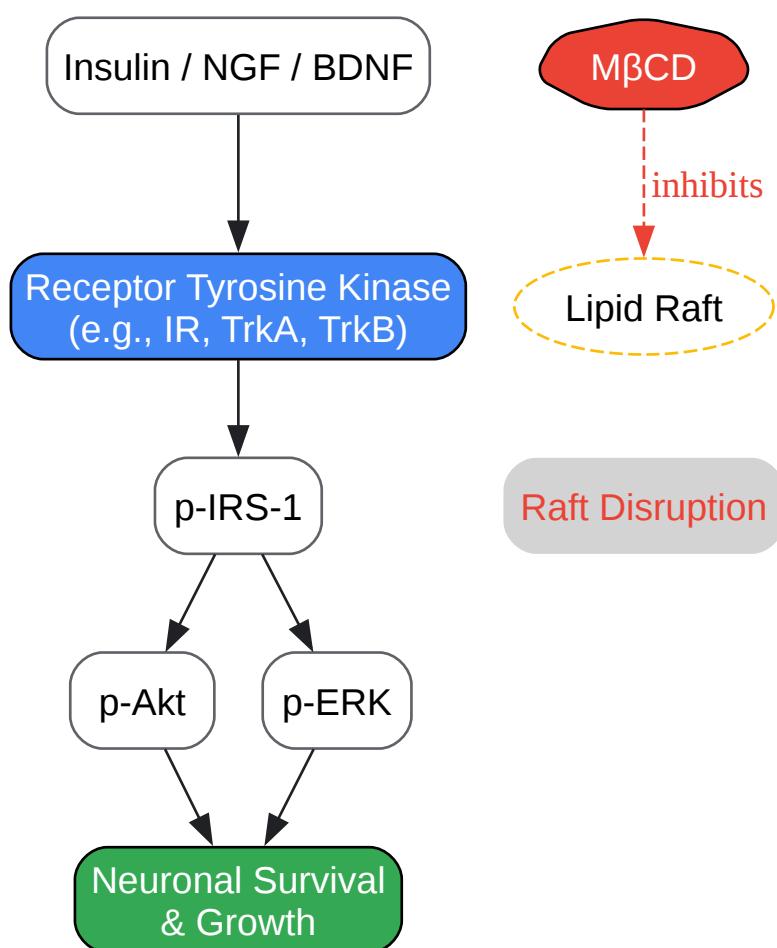 Insulin / NGF / BDNF
MβCD
inhibits
Receptor Tyrosine Kinase
(e.g., IR, TrkA, TrkB)
Lipid Raft
p-IRS-1
Raft Disruption
p-Akt
p-ERK
Neuronal Survival
& Growth